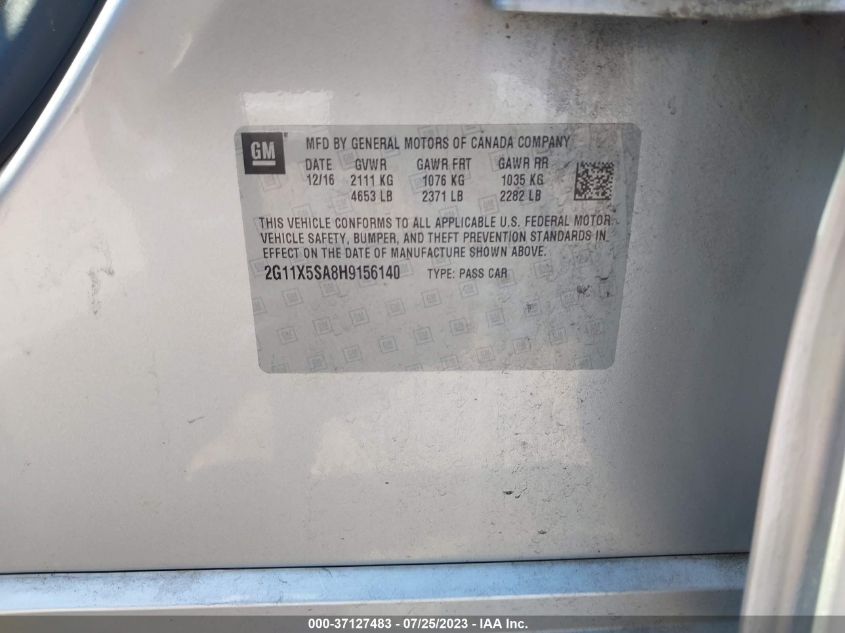 GM
MFD BY GENERAL MOTORS OF CANADA COMPANY
DATE GVWR GAWR FRT GAWR RR
12/16 2111 KG 1076 KG 1035 KG
4653 LB 2371 LB 2282 LB
THIS VEHICLE CONFORMS TO ALL APPLICABLE U.S. FEDERAL MOTOR
VEHICLE SAFETY, BUMPER, AND THEFT PREVENTION STANDARDS IN
EFFECT ON THE DATE OF MANUFACTURE SHOWN ABOVE.
2G11X5SA8H9156140 TYPE: PASS CAR
000-37127483 - 07/25/2023 - IAA Inc.